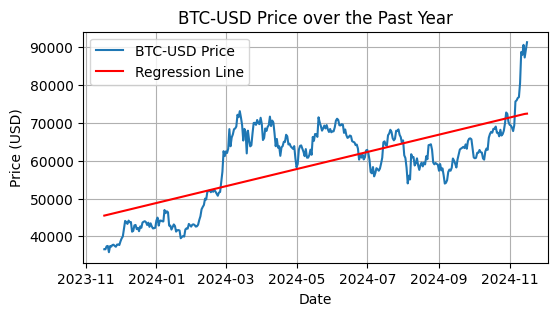 BTC-USD Price over the Past Year
BTC-USD Price
Regression Line
Price (USD)
90000
80000
70000
60000
50000
40000
2023-11
2024-01
2024-03
2024-05
2024-07
2024-09
2024-11
Date